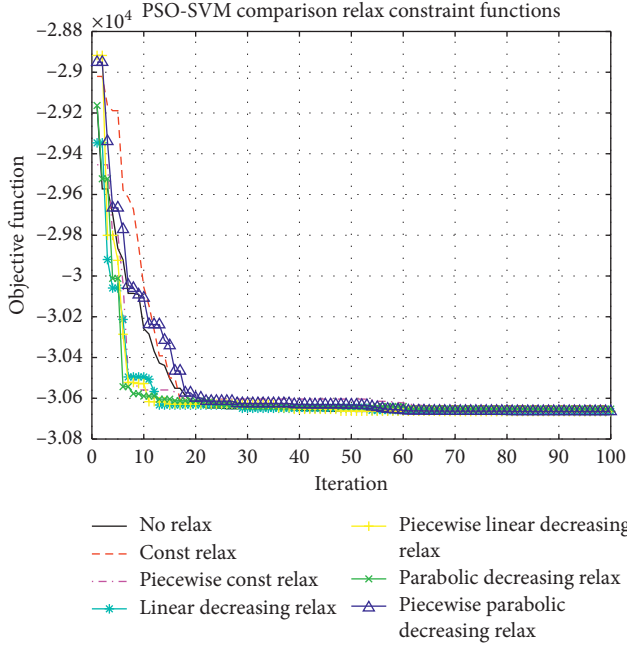 PSO-SVM comparison relax constraint functions
×10⁴
−2.88
−2.9
−2.92
−2.94
−2.96
−2.98
−3
−3.02
−3.04
−3.06
−3.08
Objective function
0 10 20 30 40 50 60 70 80 90 100
Iteration
No relax
Const relax
Piecewise const relax
Linear decreasing relax
Piecewise linear decreasing
relax
Parabolic decreasing relax
Piecewise parabolic
decreasing relax